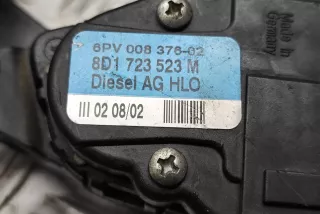 6PV 008 376-02
8D1 723 523 M
Diesel AG HLO
III 02 08/02
Made in
Germany